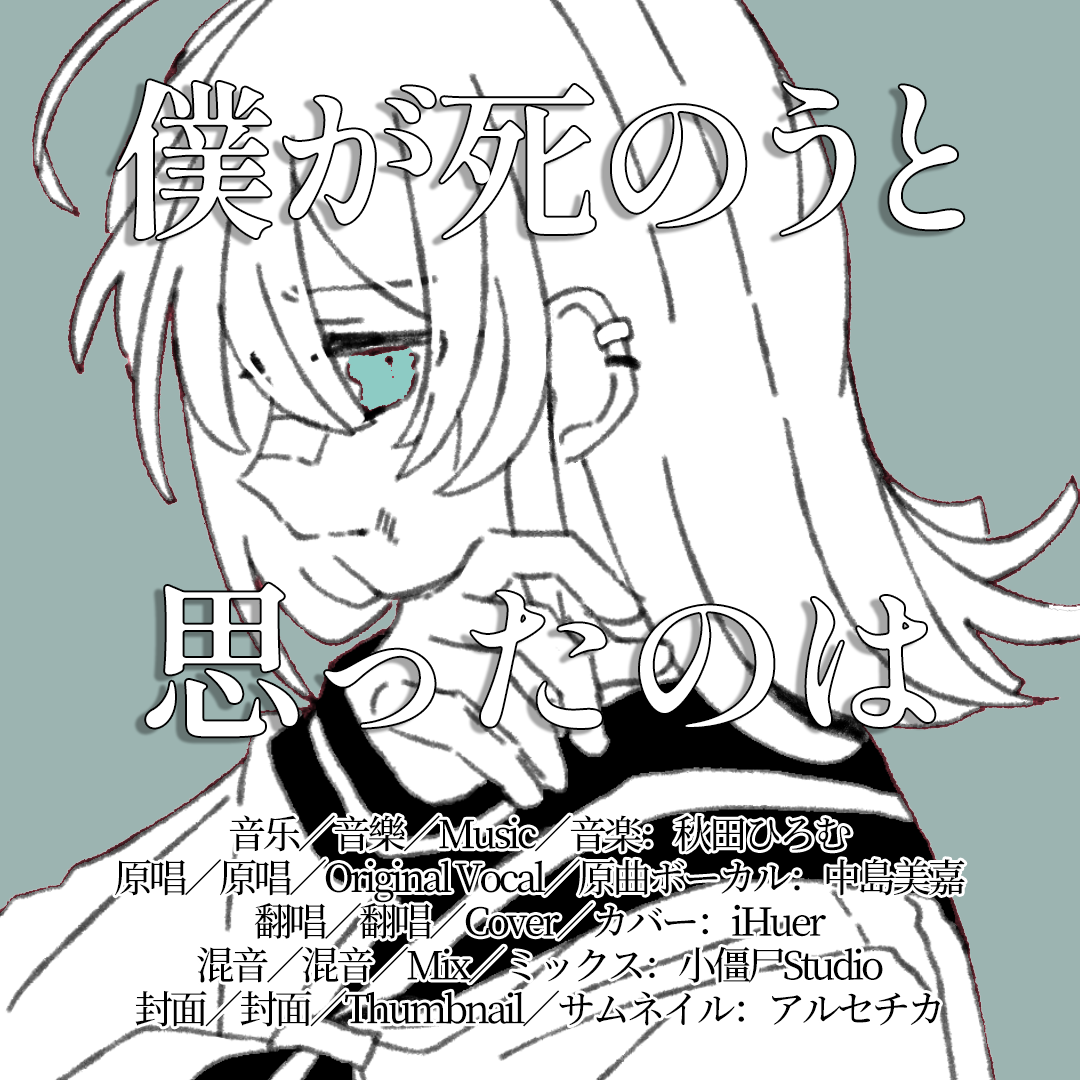 僕が死のうと
思ったのは
音乐／音樂／Music／音楽：秋田ひろむ
原唱／原唱／Original Vocal／原曲ボーカル：中島美嘉
翻唱／翻唱／Cover／カバー：iHuer
混音／混音／Mix／ミックス：小僵尸Studio
封面／封面／Thumbnail／サムネイル：アルセチカ